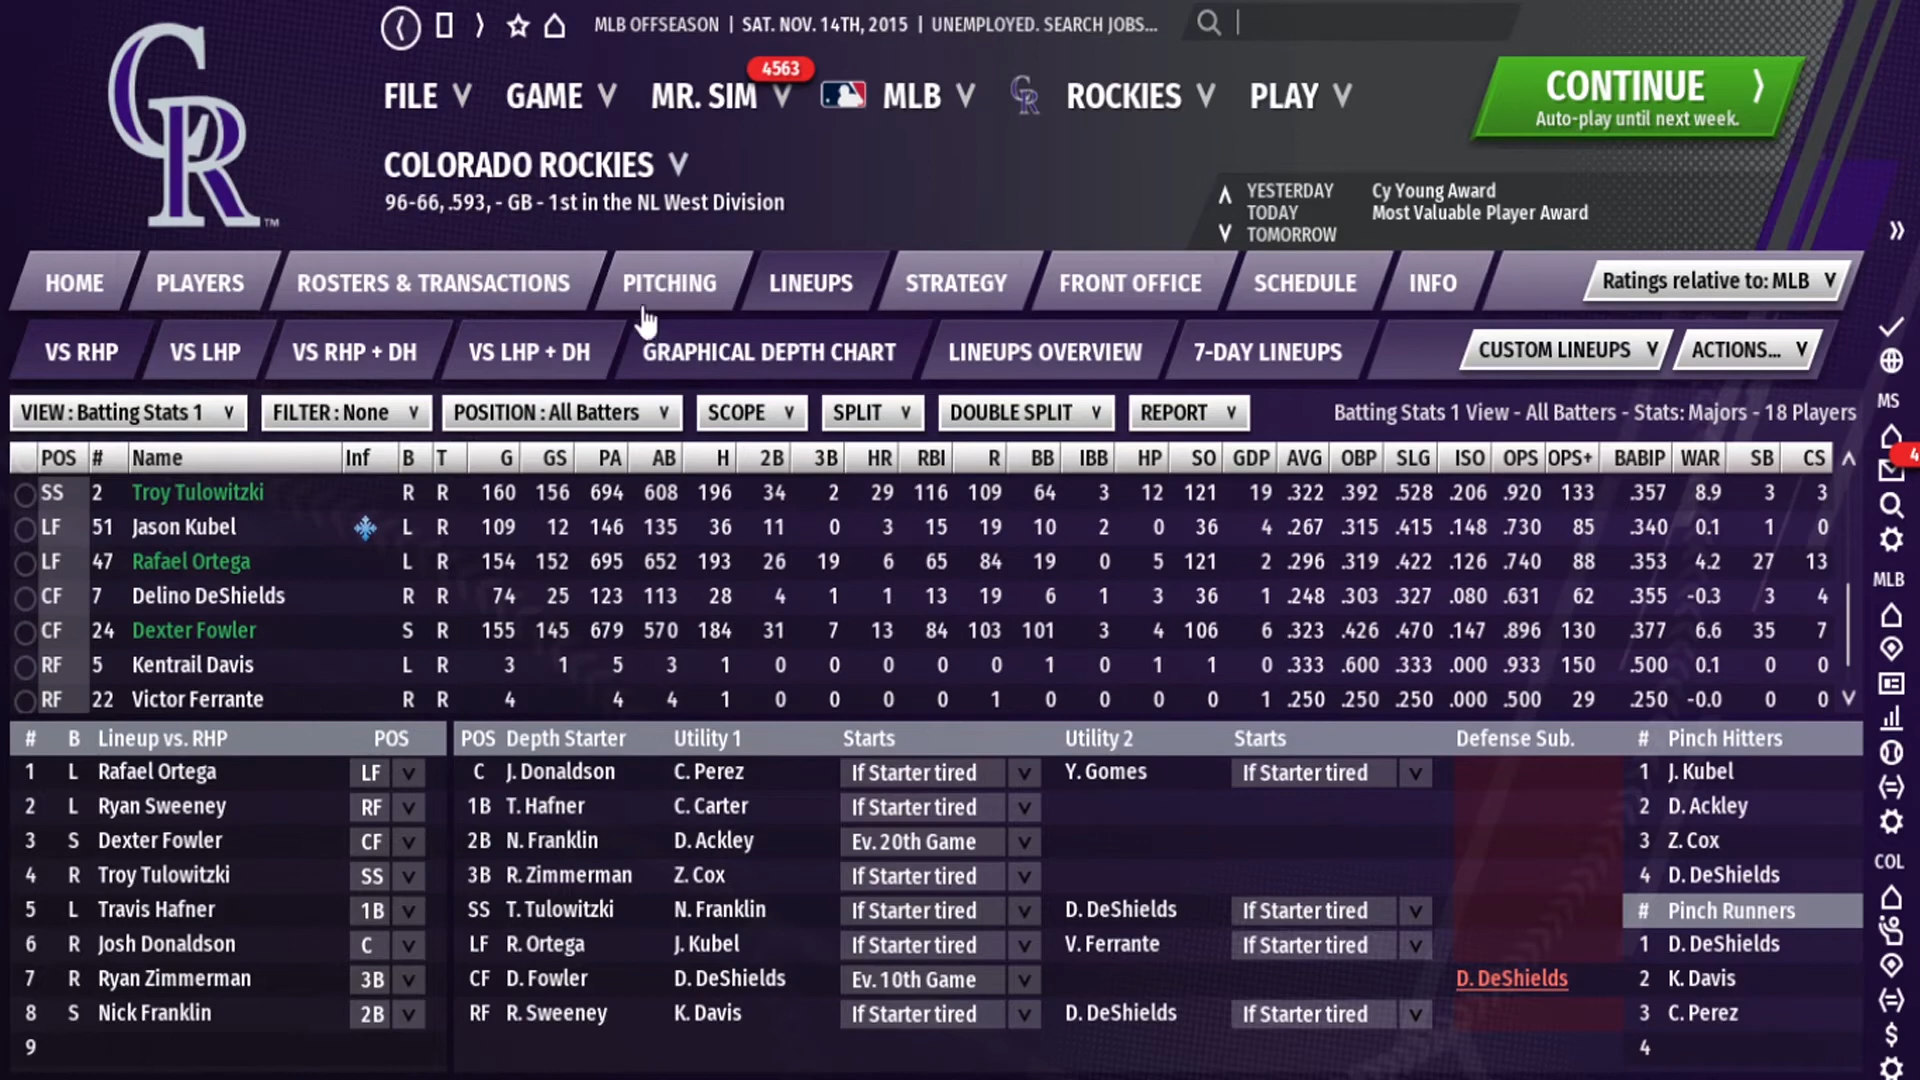 MLB OFFSEASON | SAT. NOV. 14TH, 2015 | UNEMPLOYED. SEARCH JOBS...
4563
FILE GAME MR. SIM MLB ROCKIES PLAY
CONTINUE
Auto-play until next week.
CR
TM
COLORADO ROCKIES
96-66, .593, - GB - 1st in the NL West Division
YESTERDAY Cy Young Award
TODAY Most Valuable Player Award
TOMORROW
HOME PLAYERS ROSTERS & TRANSACTIONS PITCHING LINEUPS STRATEGY FRONT OFFICE SCHEDULE INFO Ratings relative to: MLB
VS RHP VS LHP VS RHP + DH VS LHP + DH GRAPHICAL DEPTH CHART LINEUPS OVERVIEW 7-DAY LINEUPS CUSTOM LINEUPS ACTIONS...
VIEW : Batting Stats 1 FILTER : None POSITION : All Batters SCOPE SPLIT DOUBLE SPLIT REPORT Batting Stats 1 View - All Batters - Stats: Majors - 18 Players
POS # Name Inf B T G GS PA AB H 2B 3B HR RBI R BB IBB HP SO GDP AVG OBP SLG ISO OPS OPS+ BABIP WAR SB CS
SS 2 Troy Tulowitzki R R 160 156 694 608 196 34 2 29 116 109 64 3 12 121 19 .322 .392 .528 .206 .920 133 .357 8.9 3 3
LF 51 Jason Kubel L R 109 12 146 135 36 11 0 3 15 19 10 2 0 36 4 .267 .315 .415 .148 .730 85 .340 0.1 1 0
LF 47 Rafael Ortega L R 154 152 695 652 193 26 19 6 65 84 19 0 5 121 2 .296 .319 .422 .126 .740 88 .353 4.2 27 13
CF 7 Delino DeShields R R 74 25 123 113 28 4 1 1 13 19 6 1 3 36 1 .248 .303 .327 .080 .631 62 .355 -0.3 3 4
CF 24 Dexter Fowler S R 155 145 679 570 184 31 7 13 84 103 101 3 4 106 6 .323 .426 .470 .147 .896 130 .377 6.6 35 7
RF 5 Kentrail Davis L R 3 1 5 3 1 0 0 0 0 0 1 0 1 1 0 .333 .600 .333 .000 .933 150 .500 0.1 0 0
RF 22 Victor Ferrante R R 4 4 4 1 0 0 0 0 1 0 0 0 0 1 .250 .250 .250 .000 .500 29 .250 -0.0 0 0
# B Lineup vs. RHP POS POS Depth Starter Utility 1 Starts Utility 2 Starts Defense Sub. # Pinch Hitters
1 L Rafael Ortega LF C J. Donaldson C. Perez If Starter tired Y. Gomes If Starter tired 1 J. Kubel
2 L Ryan Sweeney RF 1B T. Hafner C. Carter If Starter tired 2 D. Ackley
3 S Dexter Fowler CF 2B N. Franklin D. Ackley Ev. 20th Game 3 Z. Cox
4 R Troy Tulowitzki SS 3B R. Zimmerman Z. Cox If Starter tired 4 D. DeShields
5 L Travis Hafner 1B SS T. Tulowitzki N. Franklin If Starter tired D. DeShields If Starter tired # Pinch Runners
6 R Josh Donaldson C LF R. Ortega J. Kubel If Starter tired V. Ferrante If Starter tired 1 D. DeShields
7 R Ryan Zimmerman 3B CF D. Fowler D. DeShields Ev. 10th Game D. DeShields 2 K. Davis
8 S Nick Franklin 2B RF R. Sweeney K. Davis If Starter tired D. DeShields If Starter tired 3 C. Perez
9 4
MS
4
MLB
COL
$